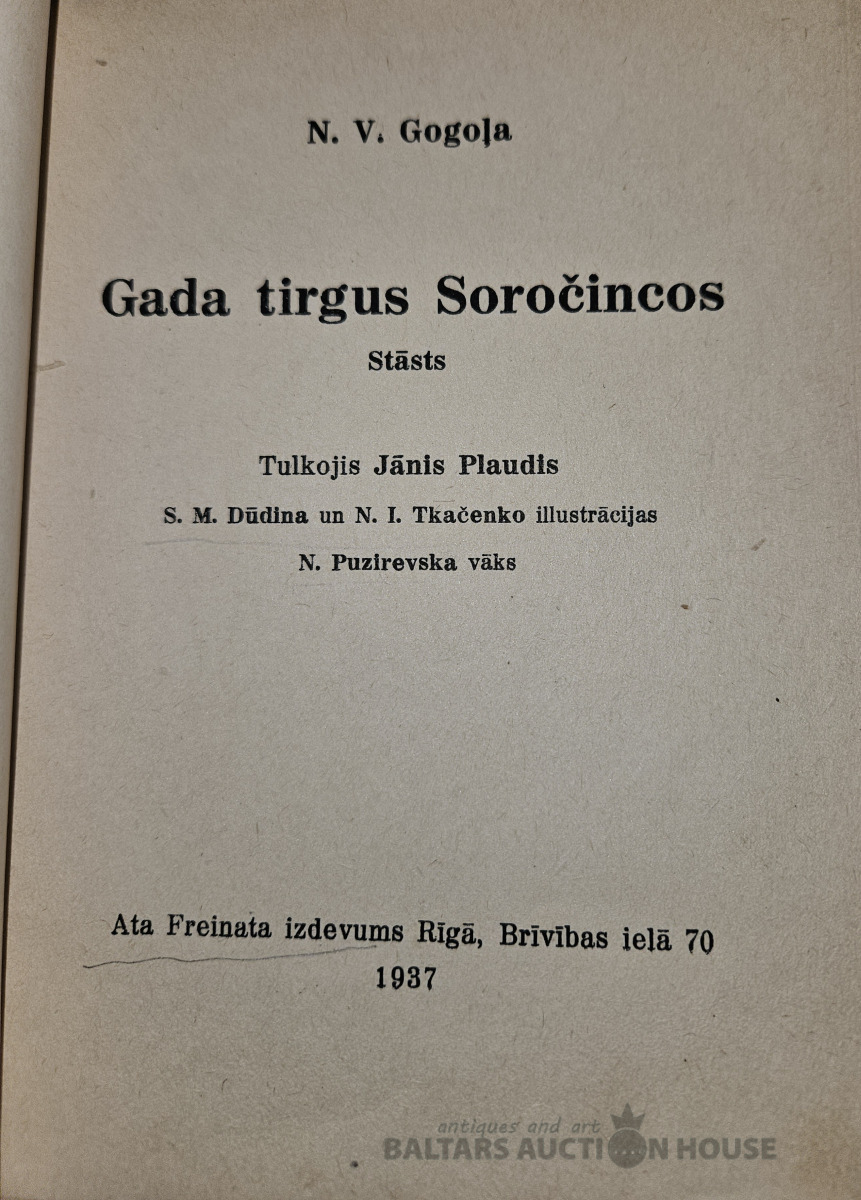 N. V. Gogoļa
Gada tirgus Soročincos
Stāsts
Tulkojis Jānis Plaudis
S. M. Dūdina un N. I. Tkačenko illustrācijas
N. Puzirevska vāks
Ata Freinata izdevums Rīgā, Brīvības ielā 70
1937
antiques and art
BALTARS AUCTION HOUSE